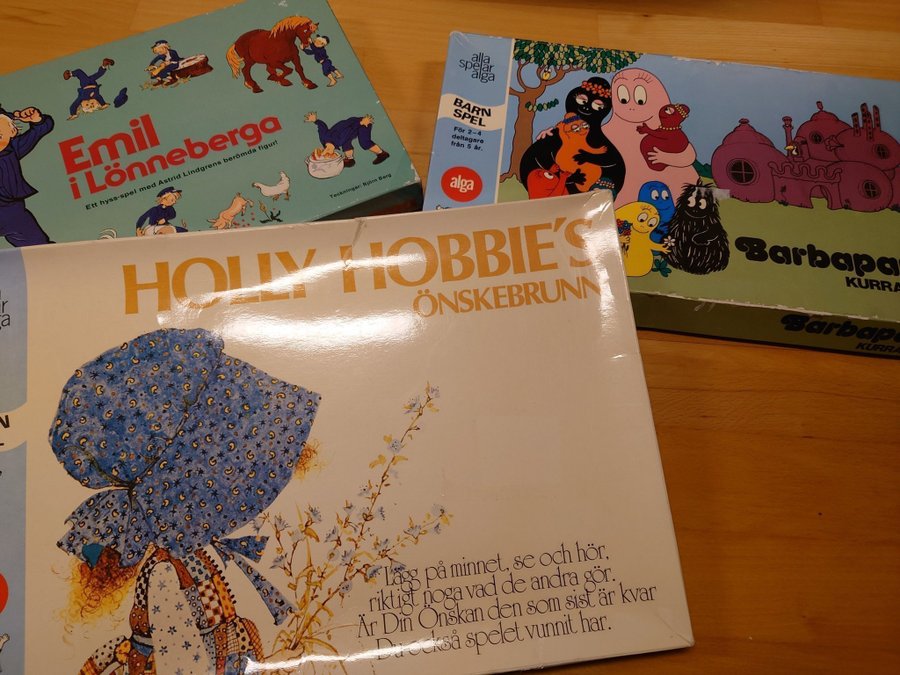 Emil
i Lönneberga
Ett hyss-spel med Astrid Lindgrens berömda figur!
Teckningar: Björn Berg
alla
spelar
alga
BARN
SPEL
För 2-4
deltagare
från 5 år.
alga
Barbapa
KURRA
Barbapa
KURRA
HOLLY HOBBIE'S
ÖNSKEBRUNN
Lägg på minnet, se och hör,
riktigt noga vad de andra gör.
Är Din Önskan den som sist är kvar
Du också spelet vunnit har.